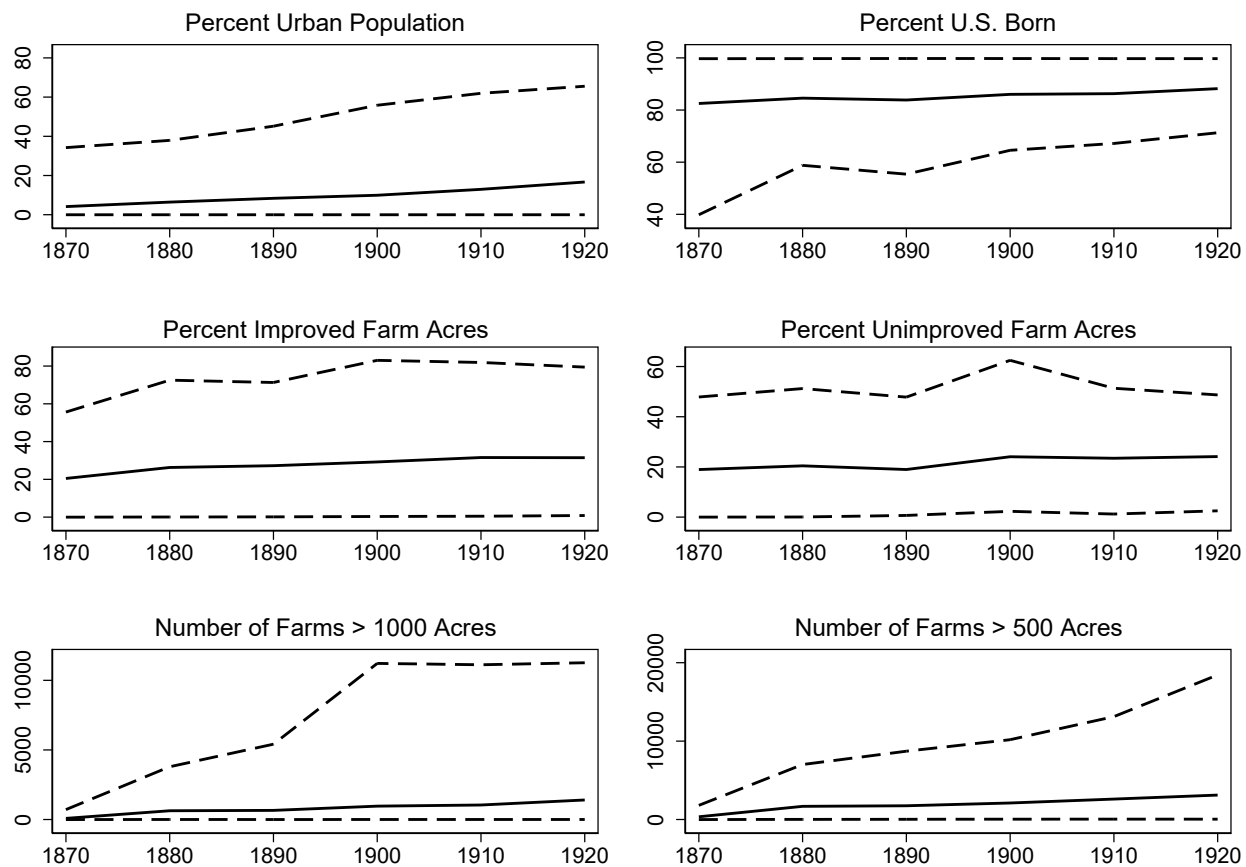 Percent Urban Population
80
60
40
20
0
1870 1880 1890 1900 1910 1920
Percent U.S. Born
100
80
60
40
1870 1880 1890 1900 1910 1920
Percent Improved Farm Acres
80
60
40
20
0
1870 1880 1890 1900 1910 1920
Percent Unimproved Farm Acres
60
40
20
0
1870 1880 1890 1900 1910 1920
Number of Farms > 1000 Acres
10000
5000
0
1870 1880 1890 1900 1910 1920
Number of Farms > 500 Acres
20000
10000
0
1870 1880 1890 1900 1910 1920